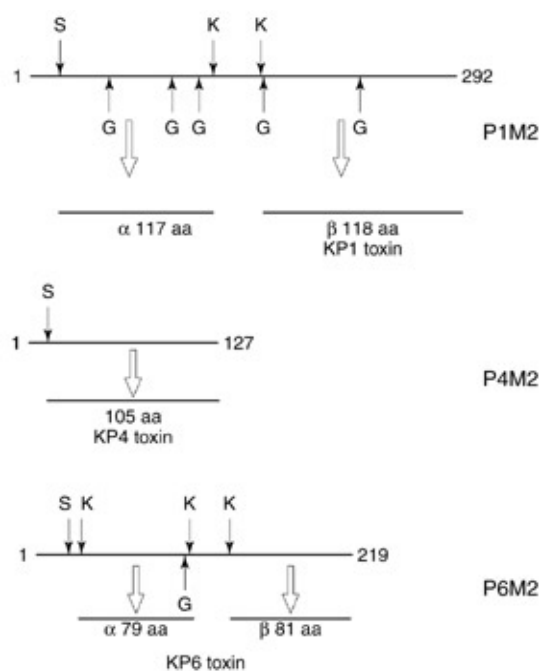 S K K
1 292
G G G G G
P1M2
α 117 aa β 118 aa
KP1 toxin
S
1 127
P4M2
105 aa
KP4 toxin
S K K K
1 219
G
P6M2
α 79 aa β 81 aa
KP6 toxin